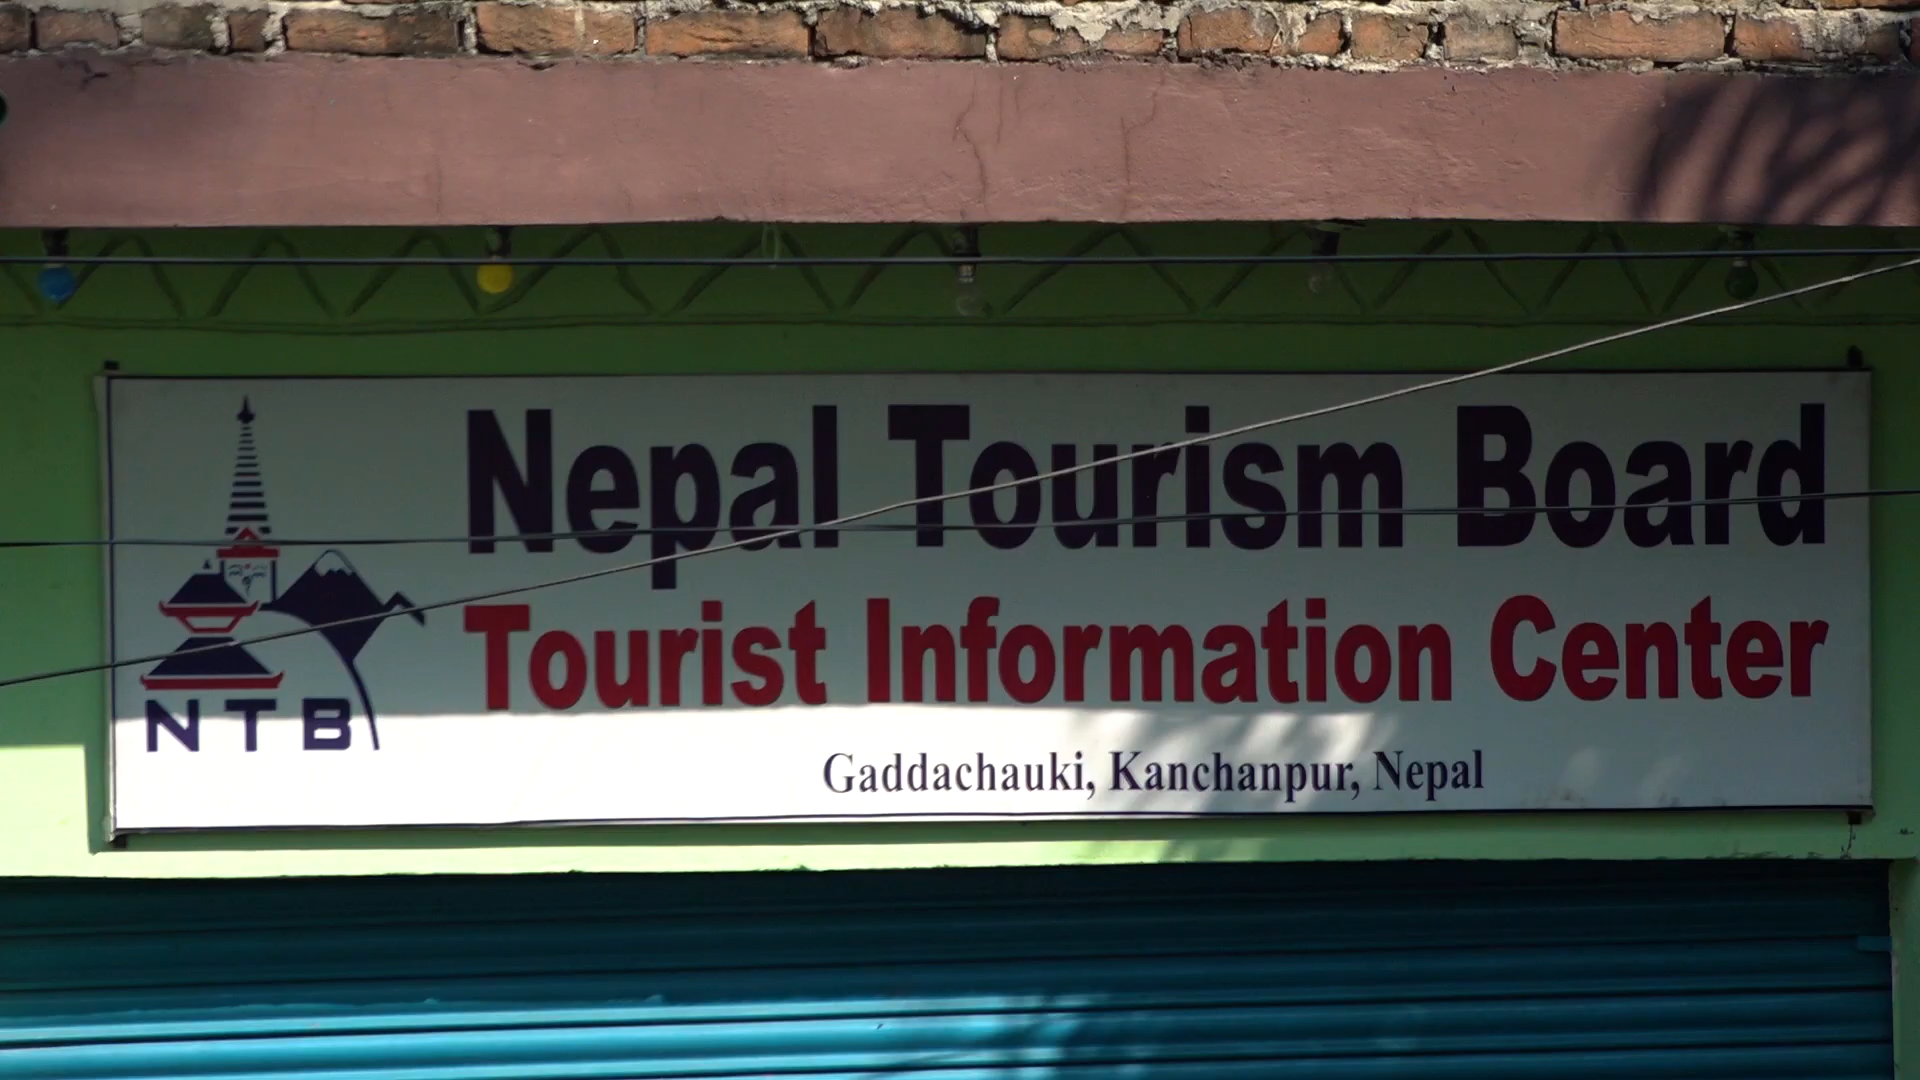 Nepal Tourism Board
Tourist Information Center
NTB
Gaddachauki, Kanchanpur, Nepal